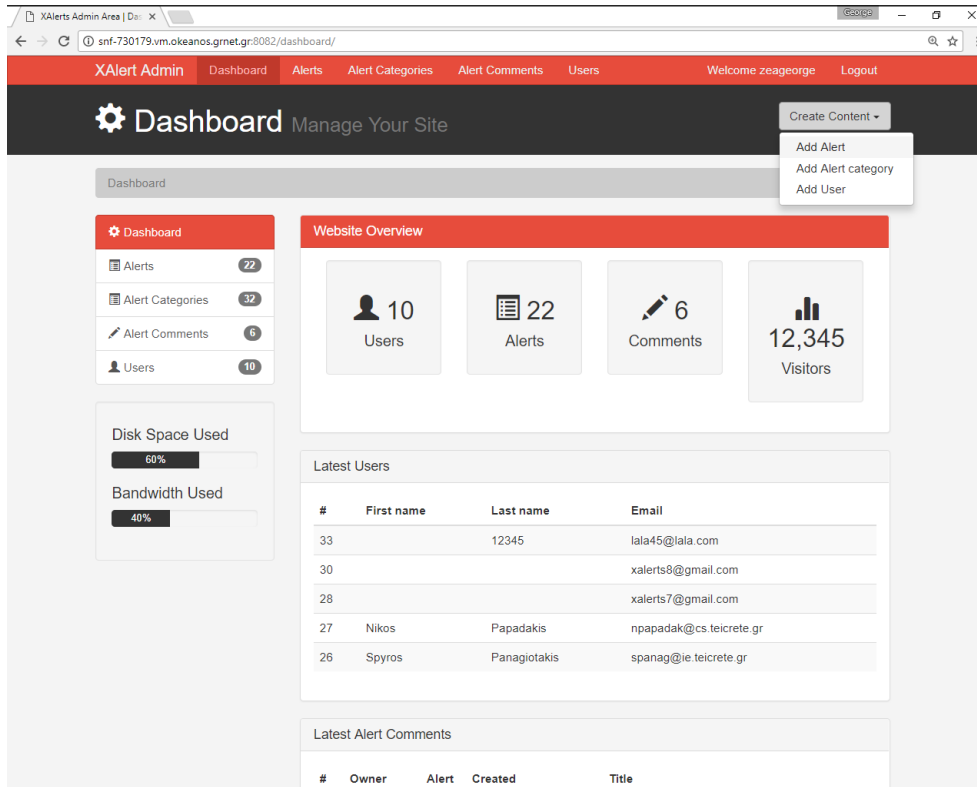 XAlerts Admin Area | Das
George
snf-730179.vm.okeanos.grnet.gr:8082/dashboard/
XAlert Admin Dashboard Alerts Alert Categories Alert Comments Users Welcome zeageorge Logout
Dashboard Manage Your Site
Create Content
Add Alert
Add Alert category
Add User
Dashboard
Dashboard
Alerts 22
Alert Categories 32
Alert Comments 6
Users 10
Disk Space Used
60%
Bandwidth Used
40%
Website Overview
10
Users
22
Alerts
6
Comments
12,345
Visitors
Latest Users
# First name Last name Email
33 12345 lala45@lala.com
30 xalerts8@gmail.com
28 xalerts7@gmail.com
27 Nikos Papadakis npapadak@cs.teicrete.gr
26 Spyros Panagiotakis spanag@ie.teicrete.gr
Latest Alert Comments
# Owner Alert Created Title